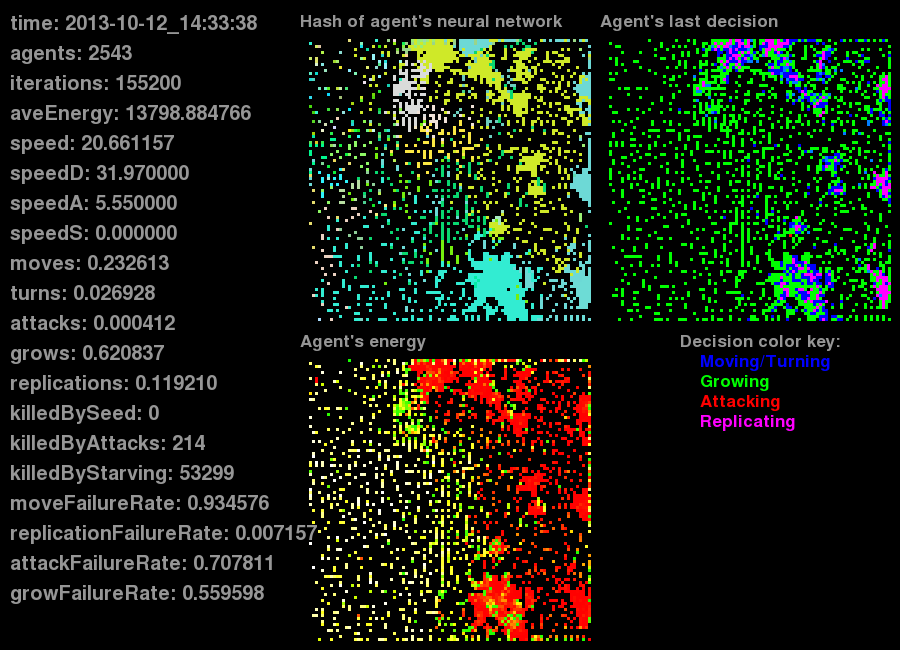 time: 2013-10-12_14:33:38
agents: 2543
iterations: 155200
aveEnergy: 13798.884766
speed: 20.661157
speedD: 31.970000
speedA: 5.550000
speedS: 0.000000
moves: 0.232613
turns: 0.026928
attacks: 0.000412
grows: 0.620837
replications: 0.119210
killedBySeed: 0
killedByAttacks: 214
killedByStarving: 53299
moveFailureRate: 0.934576
replicationFailureRate: 0.007157
attackFailureRate: 0.707811
growFailureRate: 0.559598
Hash of agent's neural network
Agent's last decision
Agent's energy
Decision color key:
Moving/Turning
Growing
Attacking
Replicating